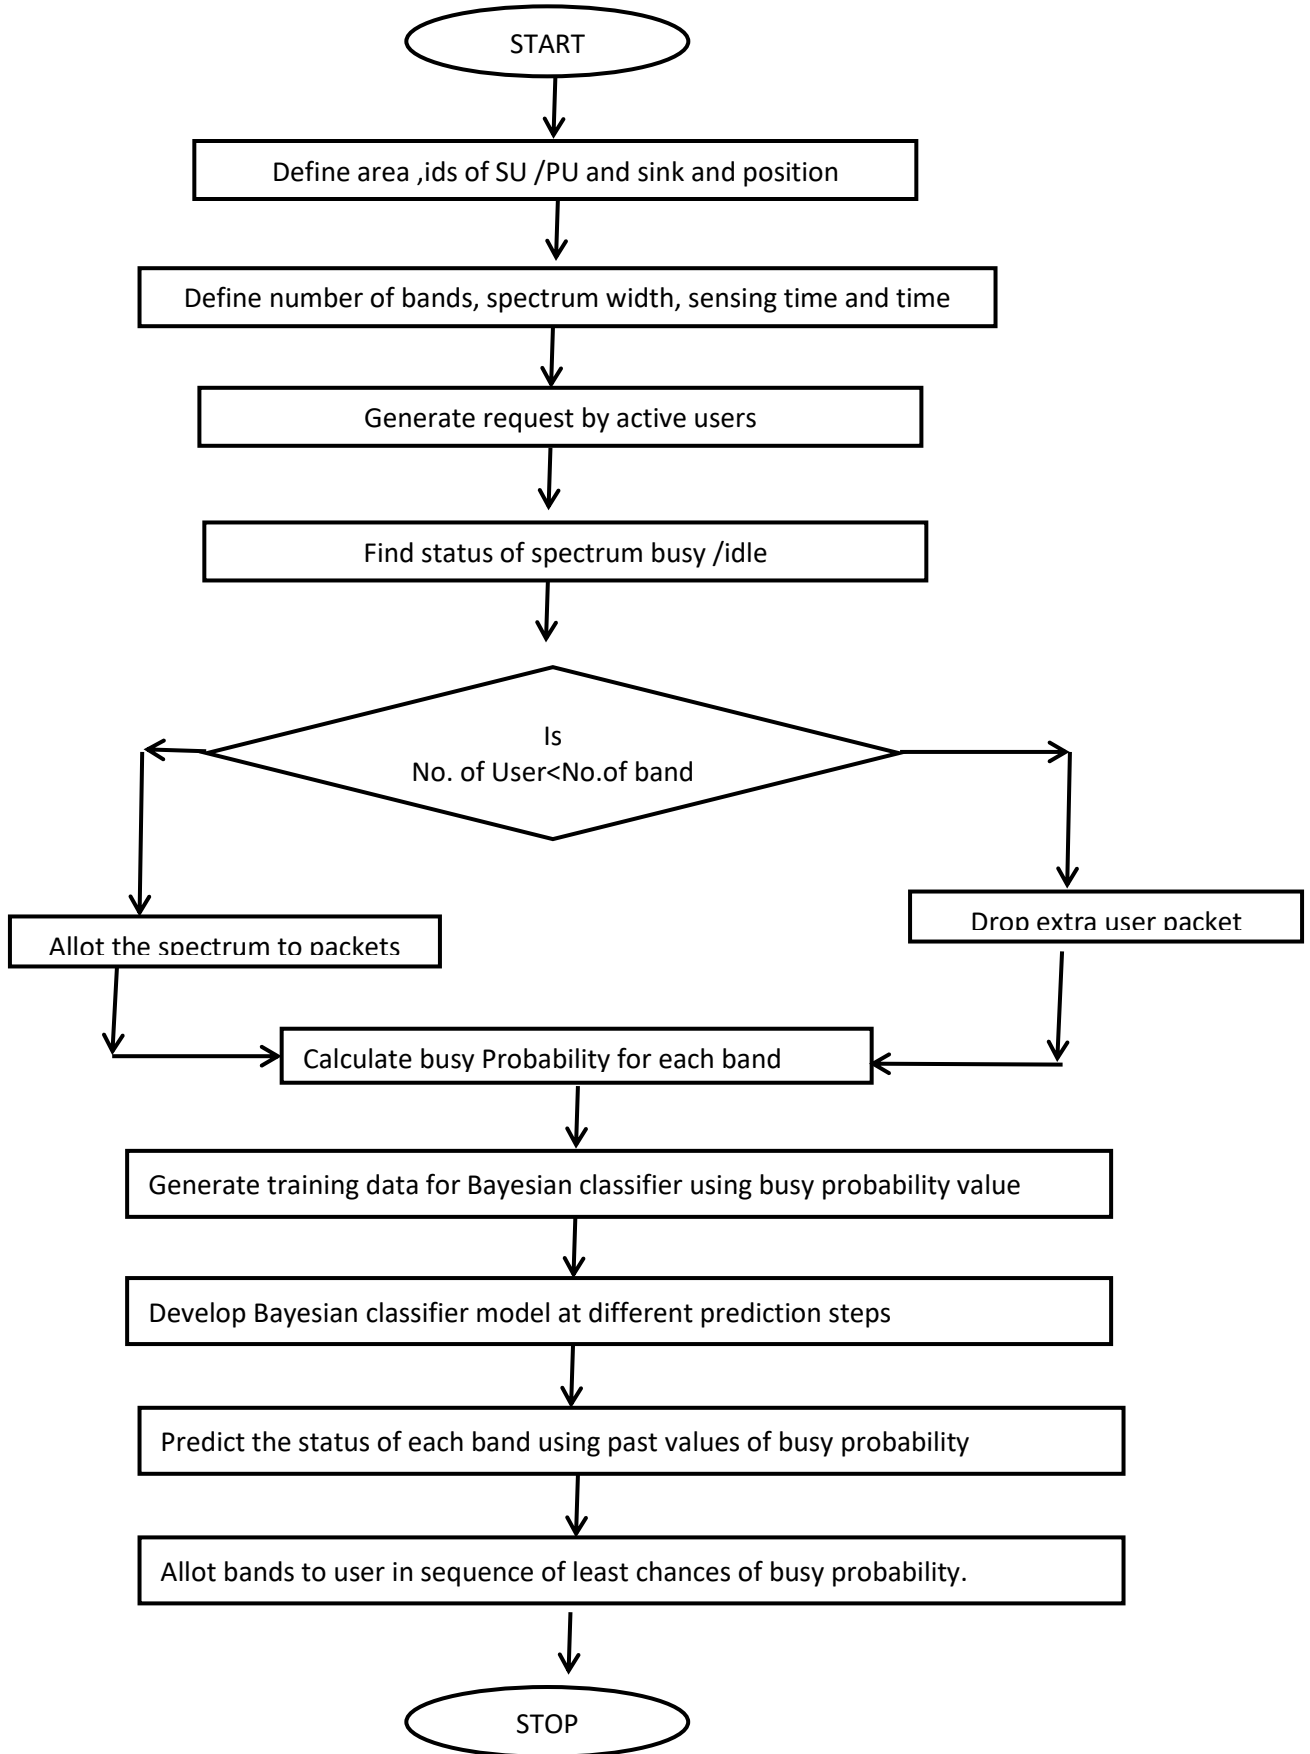 START
Define area ,ids of SU /PU and sink and position
Define number of bands, spectrum width, sensing time and time
Generate request by active users
Find status of spectrum busy /idle
Is
No. of User<No.of band
Drop extra user packet
Allot the spectrum to packets
Calculate busy Probability for each band
Generate training data for Bayesian classifier using busy probability value
Develop Bayesian classifier model at different prediction steps
Predict the status of each band using past values of busy probability
Allot bands to user in sequence of least chances of busy probability.
STOP